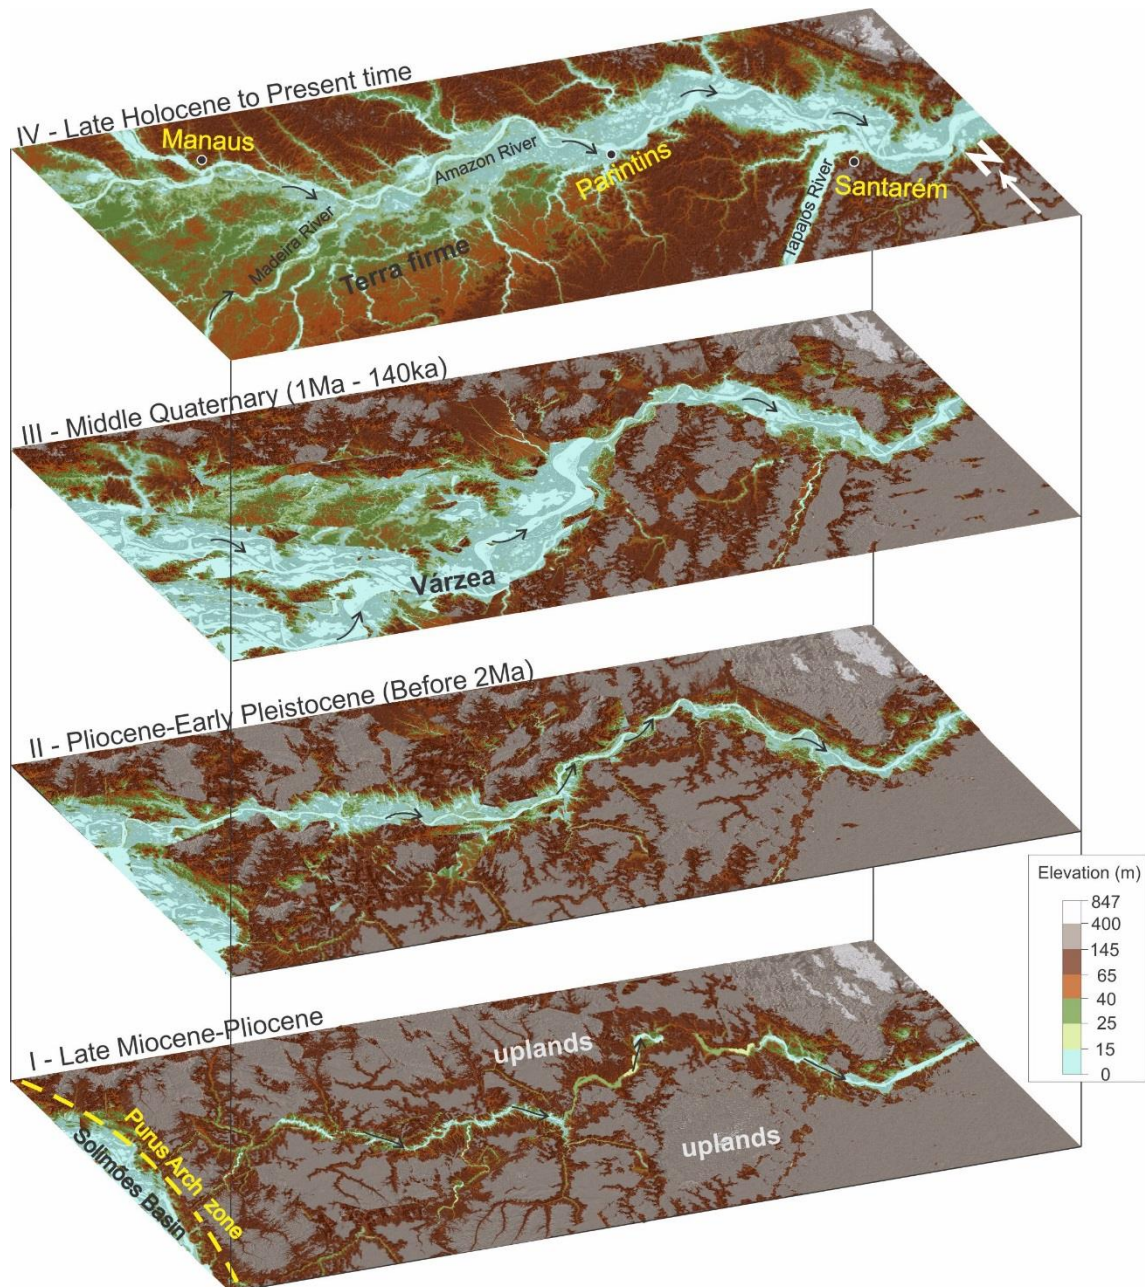 IV - Late Holocene to Present time
Manaus
Amazon River
Parintins
Madeira River
Terra firme
Tapajós River
Santarém
N
III - Middle Quaternary (1Ma - 140ka)
Várzea
II - Pliocene-Early Pleistocene (Before 2Ma)
Elevation (m)
847
400
145
65
40
25
15
0
I - Late Miocene-Pliocene
uplands
uplands
Purus Arch zone
Solimões Basin